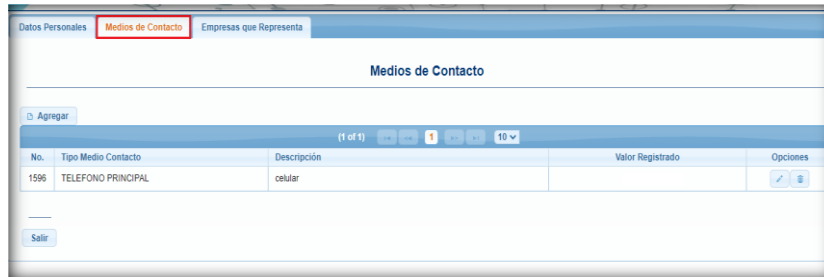 Datos Personales Medios de Contacto Empresas que Representa
Medios de Contacto
Agregar
(1 of 1) 1 10
No. Tipo Medio Contacto Descripción Valor Registrado Opciones
1596 TELEFONO PRINCIPAL celular
Salir